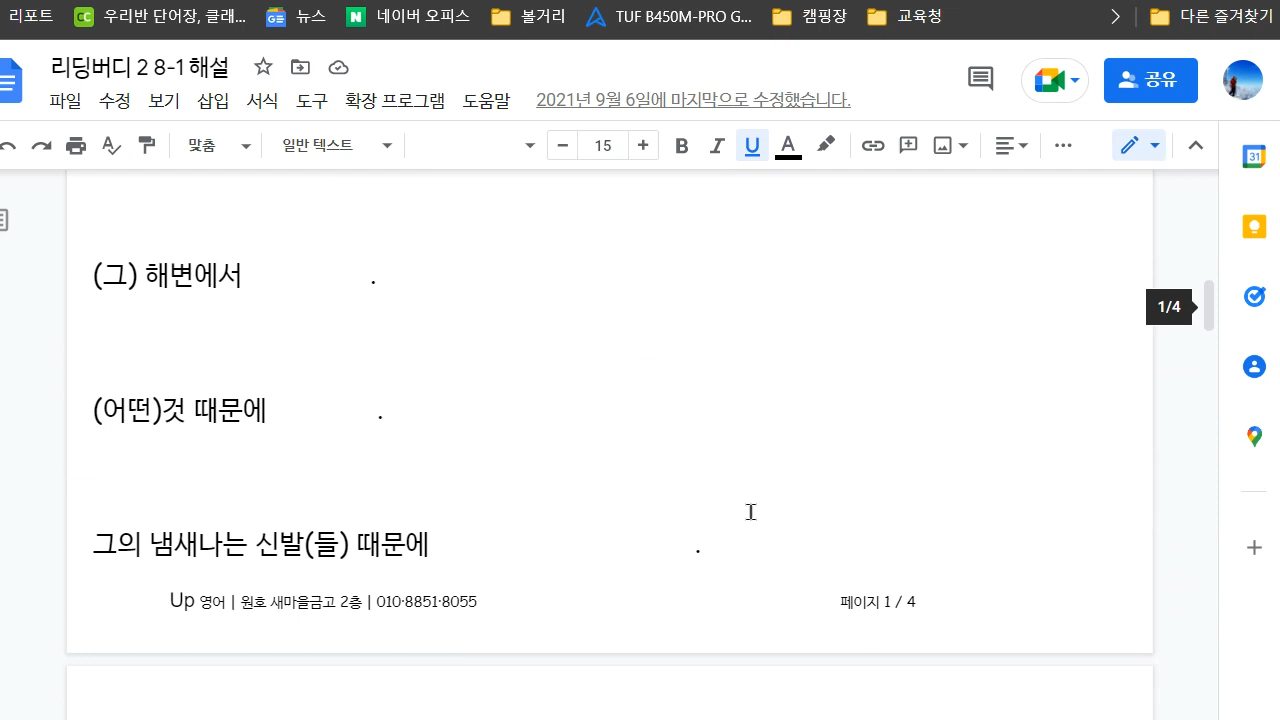 리포트 CC 우리반 단어장, 클래... GE 뉴스 N 네이버 오피스 볼거리 TUF B450M-PRO G... 캠핑장 교육청 다른 즐겨찾기
리딩버디 2 8-1해설
파일 수정 보기 삽입 서식 도구 확장 프로그램 도움말 2021년 9월 6일에 마지막으로 수정했습니다. 공유
맞춤 일반 텍스트 15 B I U A 31
(그) 해변에서 .
1/4
(어떤)것 때문에 .
그의 냄새나는 신발(들) 때문에 .
Up 영어 | 원호 새마을금고 2층 | 010·8851·8055 페이지 1 / 4